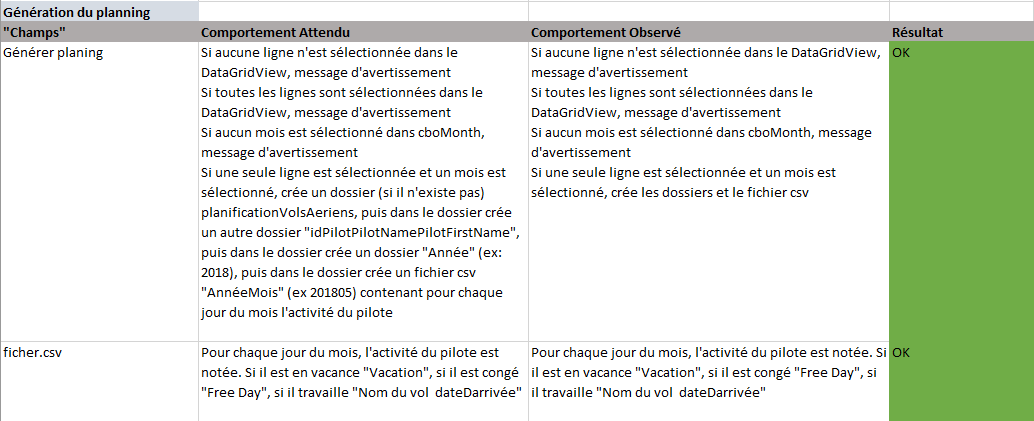 Génération du planning
"Champs" Comportement Attendu Comportement Observé Résultat
Générer planing
Si aucune ligne n'est sélectionnée dans le
DataGridView, message d'avertissement
Si toutes les lignes sont sélectionnées dans le
DataGridView, message d'avertissement
Si aucun mois est sélectionné dans cboMonth,
message d'avertissement
Si une seule ligne est sélectionnée et un mois est
sélectionné, crée un dossier (si il n'existe pas)
planificationVolsAeriens, puis dans le dossier crée
un autre dossier "idPilotPilotNamePilotFirstName",
puis dans le dossier crée un dossier "Année" (ex:
2018), puis dans le dossier crée un fichier csv
"AnnéeMois" (ex 201805) contenant pour chaque
jour du mois l'activité du pilote
Si aucune ligne n'est sélectionnée dans le DataGridView,
message d'avertissement
Si toutes les lignes sont sélectionnées dans le
DataGridView, message d'avertissement
Si aucun mois est sélectionné dans cboMonth, message
d'avertissement
Si une seule ligne est sélectionnée et un mois est
sélectionné, crée les dossiers et le fichier csv
OK
ficher.csv
Pour chaque jour du mois, l'activité du pilote est
notée. Si il est en vacance "Vacation", si il est congé
"Free Day", si il travaille "Nom du vol  dateDarrivée"
Pour chaque jour du mois, l'activité du pilote est notée. Si
il est en vacance "Vacation", si il est congé "Free Day", si
il travaille "Nom du vol  dateDarrivée"
OK